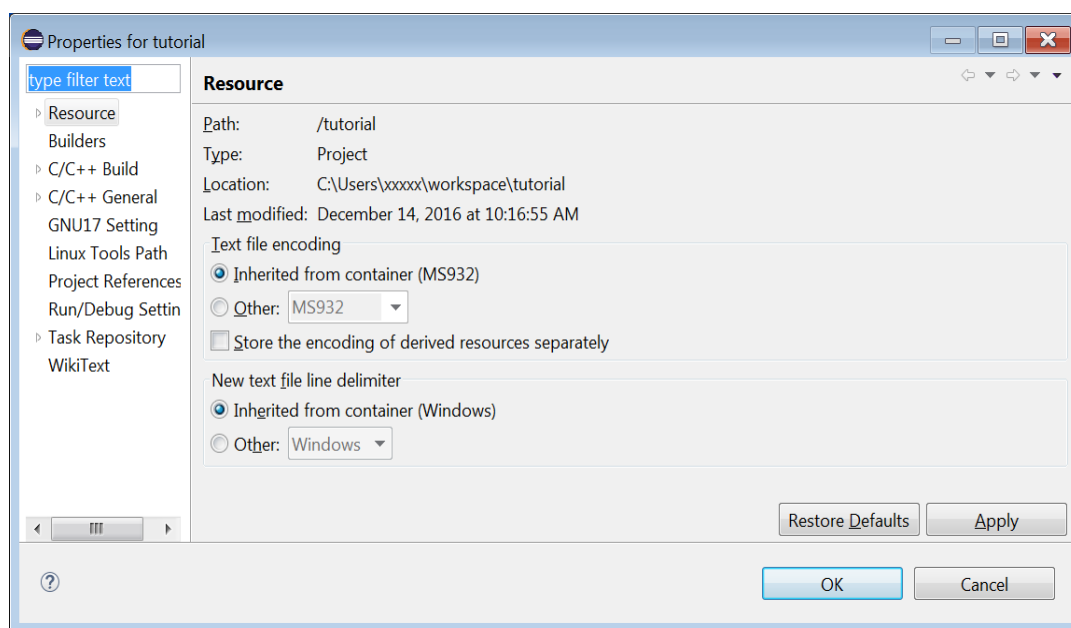 Properties for tutorial
type filter text
Resource
Builders
C/C++ Build
C/C++ General
GNU17 Setting
Linux Tools Path
Project References
Run/Debug Settin
Task Repository
WikiText
Resource
Path: /tutorial
Type: Project
Location: C:\Users\xxxxx\workspace\tutorial
Last modified: December 14, 2016 at 10:16:55 AM
Text file encoding
Inherited from container (MS932)
Other: MS932
Store the encoding of derived resources separately
New text file line delimiter
Inherited from container (Windows)
Other: Windows
Restore Defaults Apply
OK Cancel